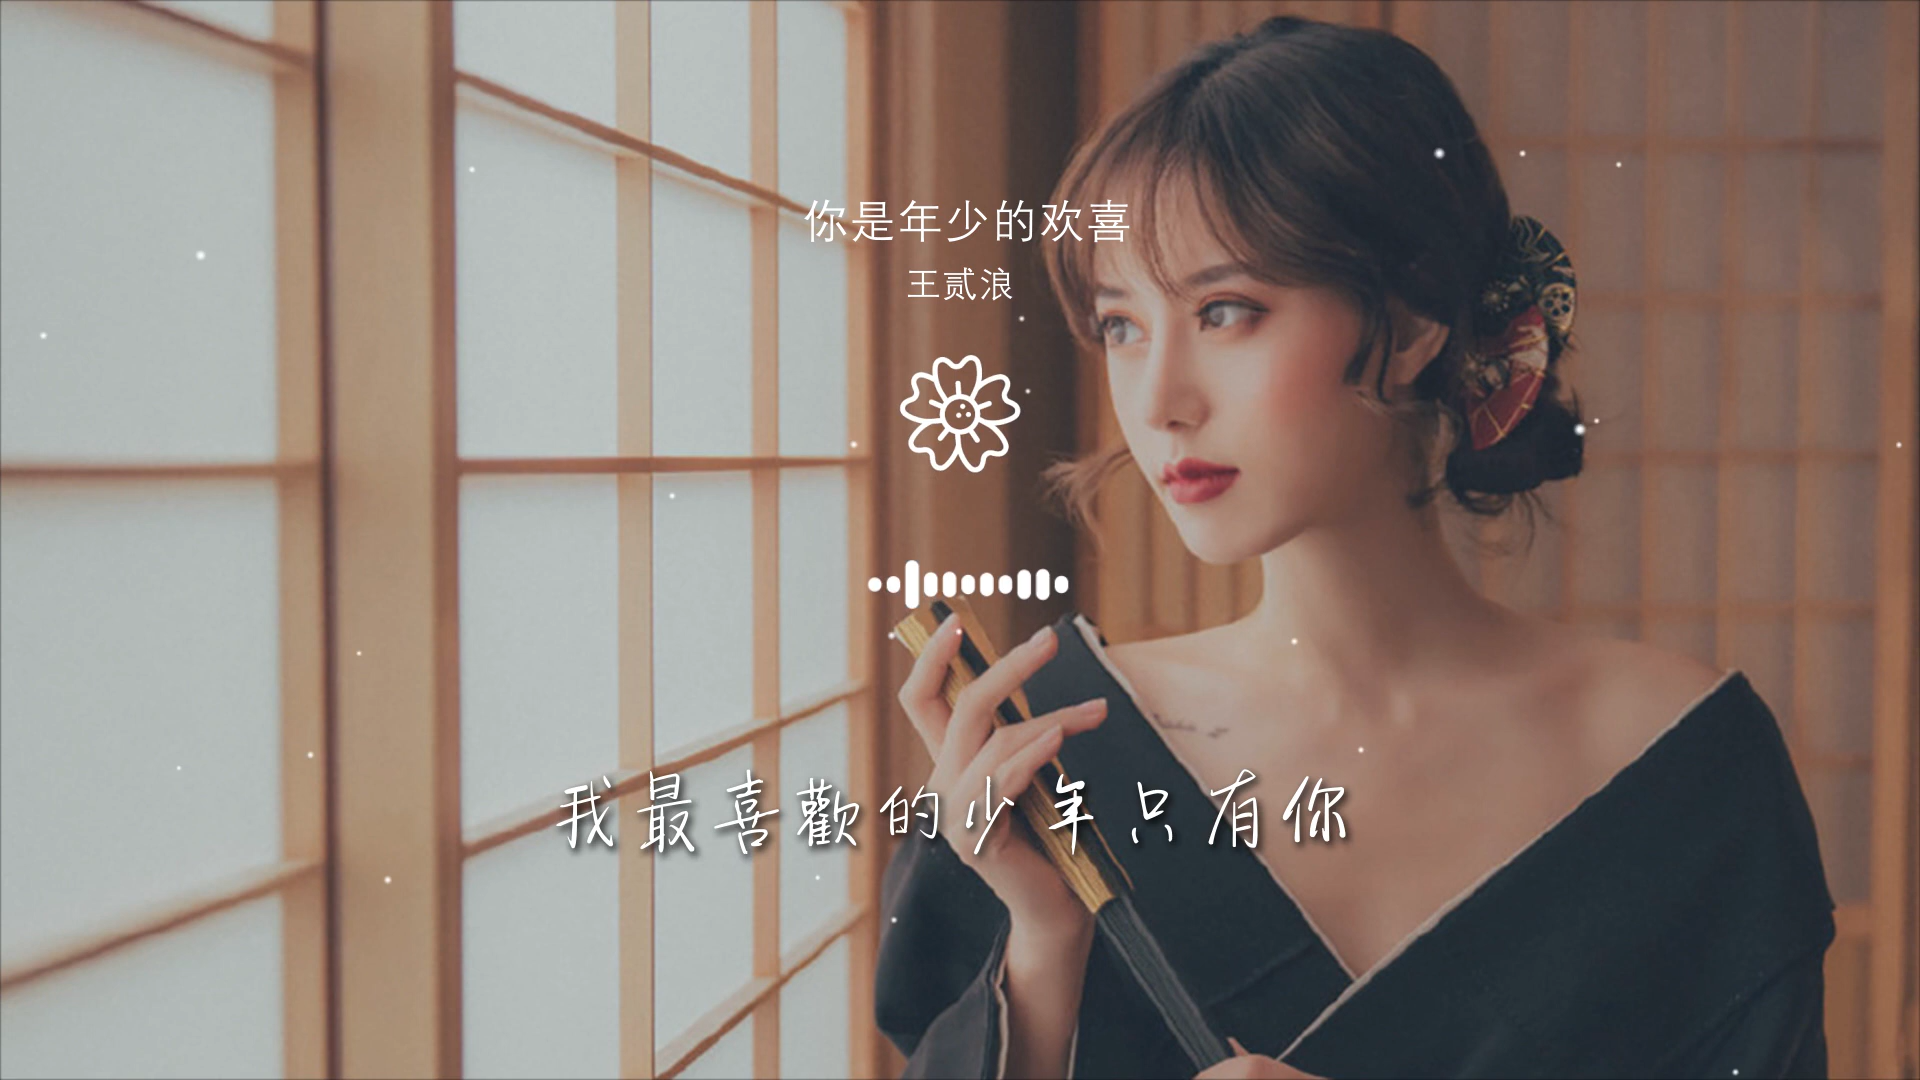 你是年少的欢喜
王贰浪
我最喜歡的少年只有你